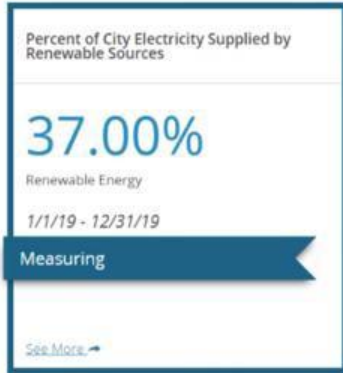 Percent of City Electricity Supplied by
Renewable Sources
37.00%
Renewable Energy
1/1/19 - 12/31/19
Measuring
See More